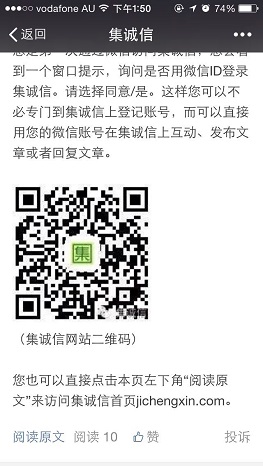 vodafone AU 下午1:50 74%
返回 集诚信
您是第一次通过微信访问集诚信，您会看
到一个窗口提示，询问是否用微信ID登录
集诚信。请选择同意/是。这样您可以不
必专门到集诚信上登记账号，而可以直接
用您的微信账号在集诚信上互动、发布文
章或者回复文章。
集
（集诚信网站二维码）
您也可以直接点击本页左下角“阅读原
文”来访问集诚信首页jichengxin.com。
阅读原文 阅读 10 赞 投诉